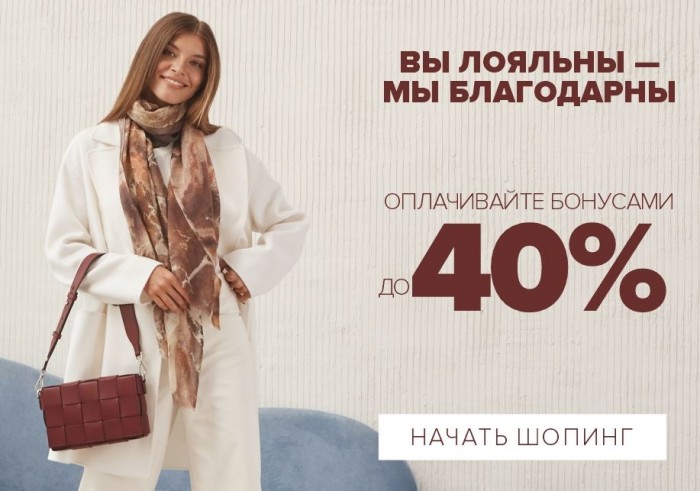 ВЫ ЛОЯЛЬНЫ —
МЫ БЛАГОДАРНЫ
ОПЛАЧИВАЙТЕ БОНУСАМИ
ДО 40%
НАЧАТЬ ШОПИНГ